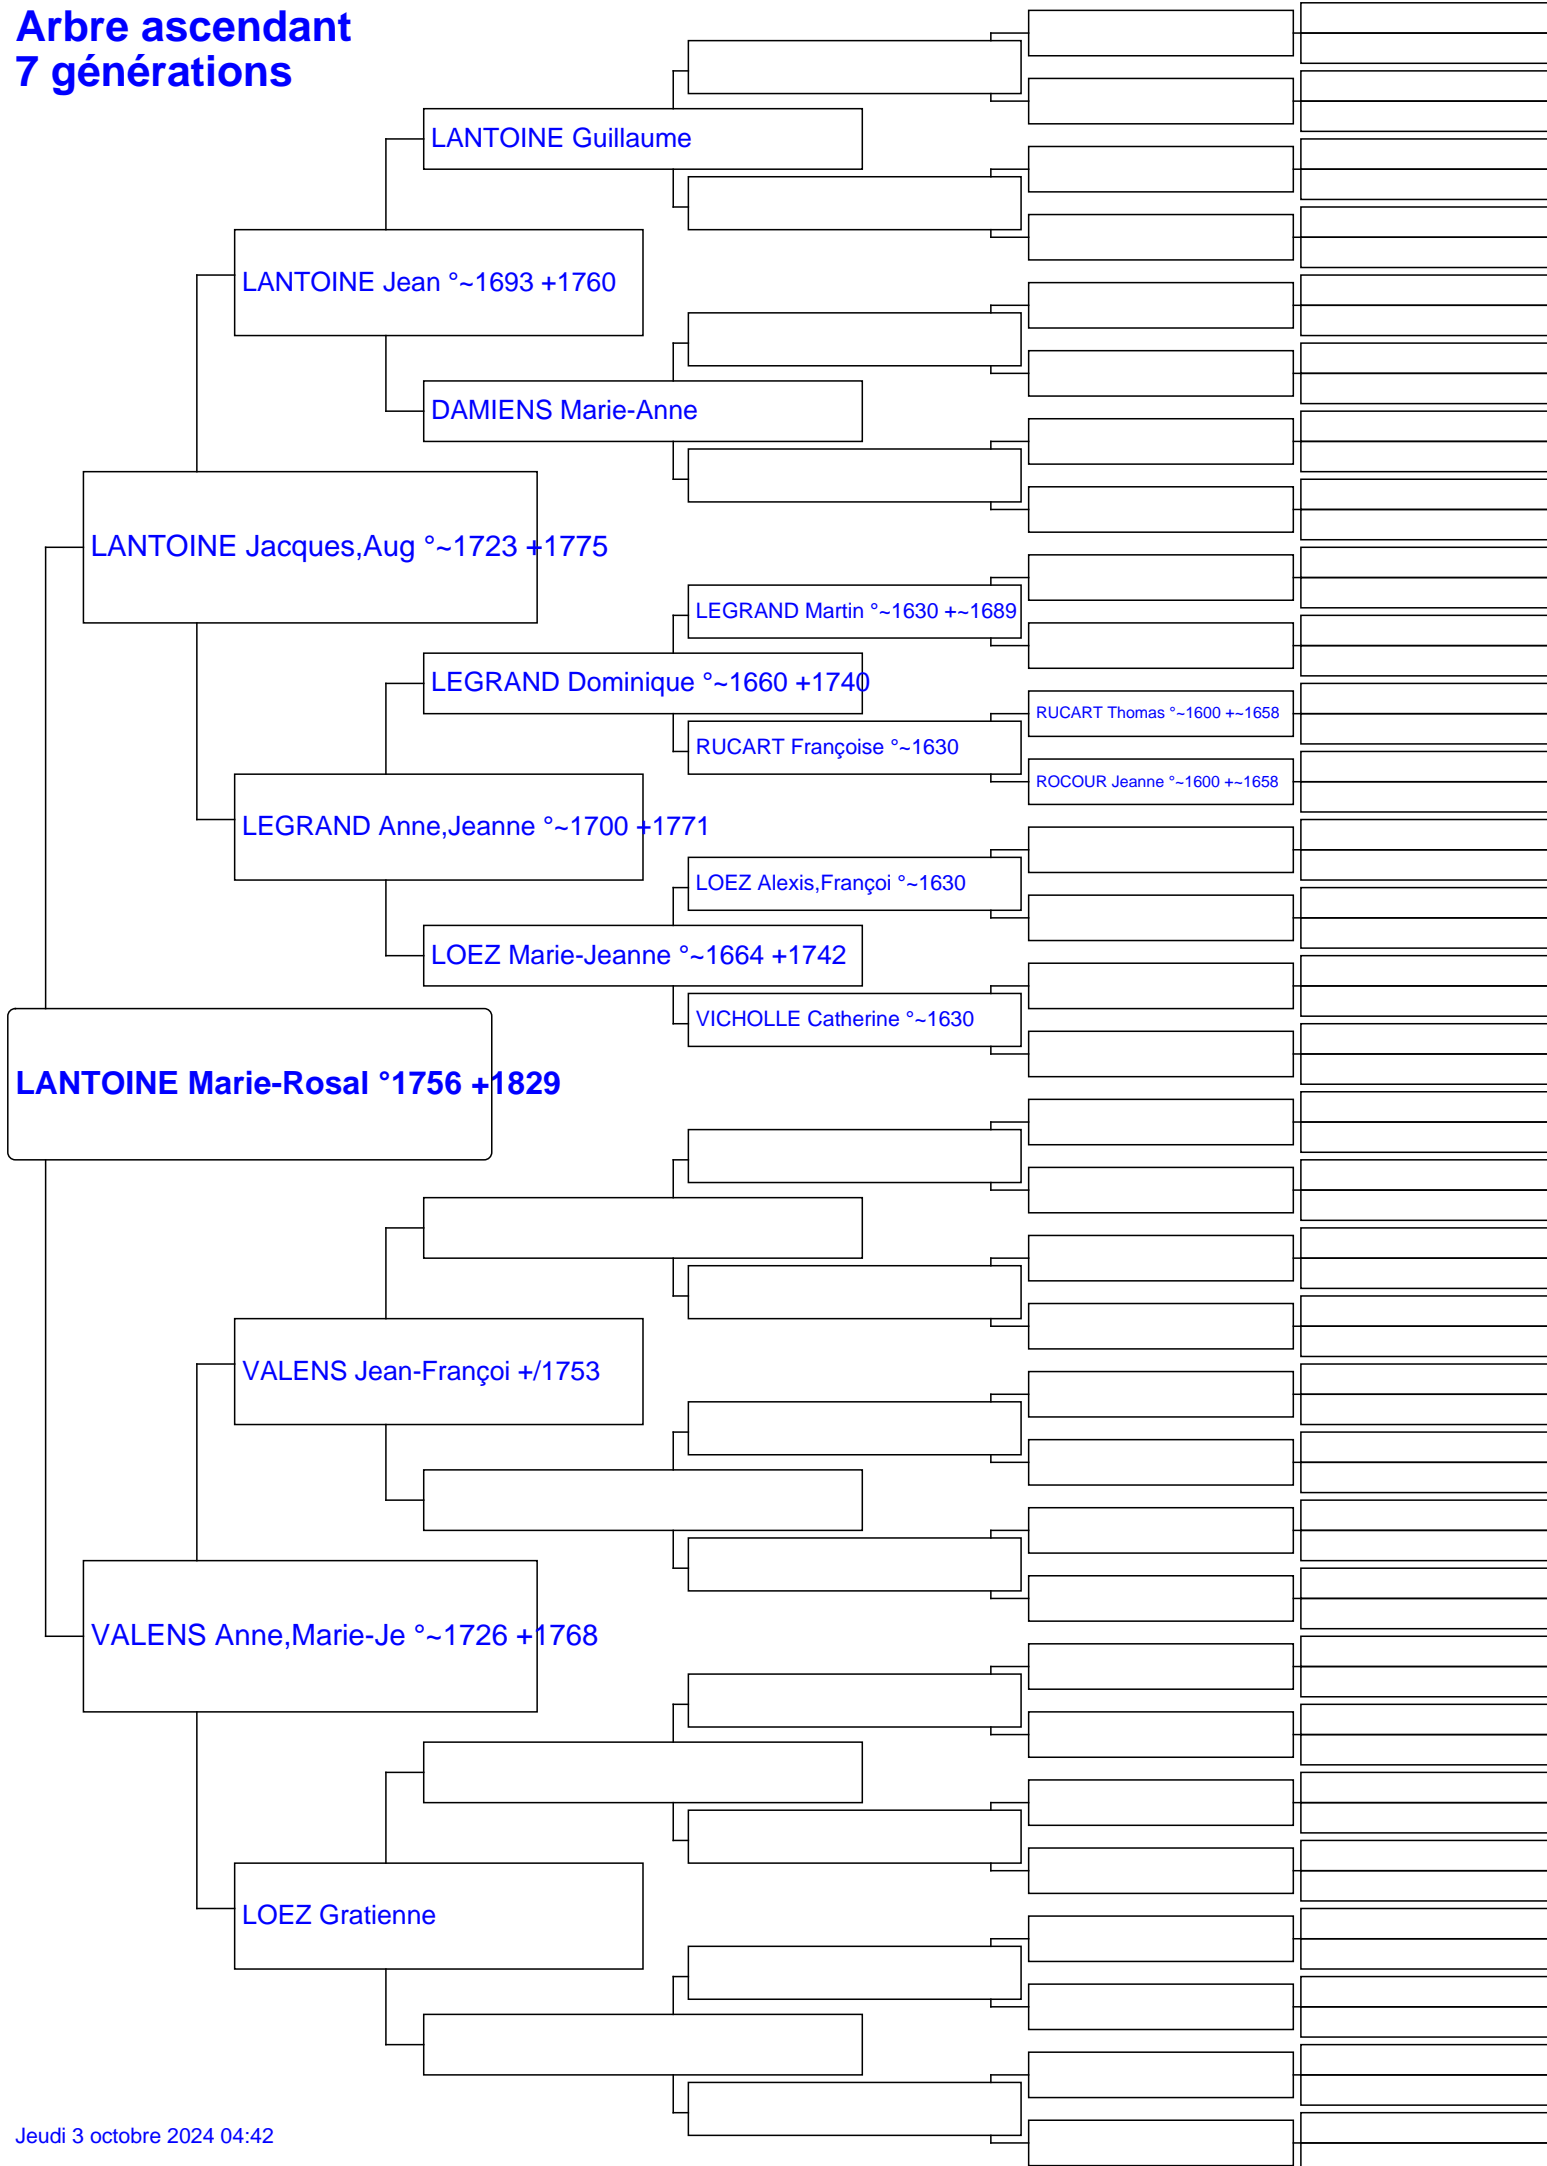 Arbre ascendant
7 générations
LANTOINE Guillaume
LANTOINE Jean °~1693 +1760
DAMIENS Marie-Anne
LANTOINE Jacques,Aug °~1723 +1775
LEGRAND Martin °~1630 +~1689
LEGRAND Dominique °~1660 +1740
RUCART Thomas °~1600 +~1658
RUCART Françoise °~1630
ROCOUR Jeanne °~1600 +~1658
LEGRAND Anne,Jeanne °~1700 +1771
LOEZ Alexis,Françoi °~1630
LOEZ Marie-Jeanne °~1664 +1742
VICHOLLE Catherine °~1630
LANTOINE Marie-Rosal °1756 +1829
VALENS Jean-Françoi +/1753
VALENS Anne,Marie-Je °~1726 +1768
LOEZ Gratienne
Jeudi 3 octobre 2024 04:42